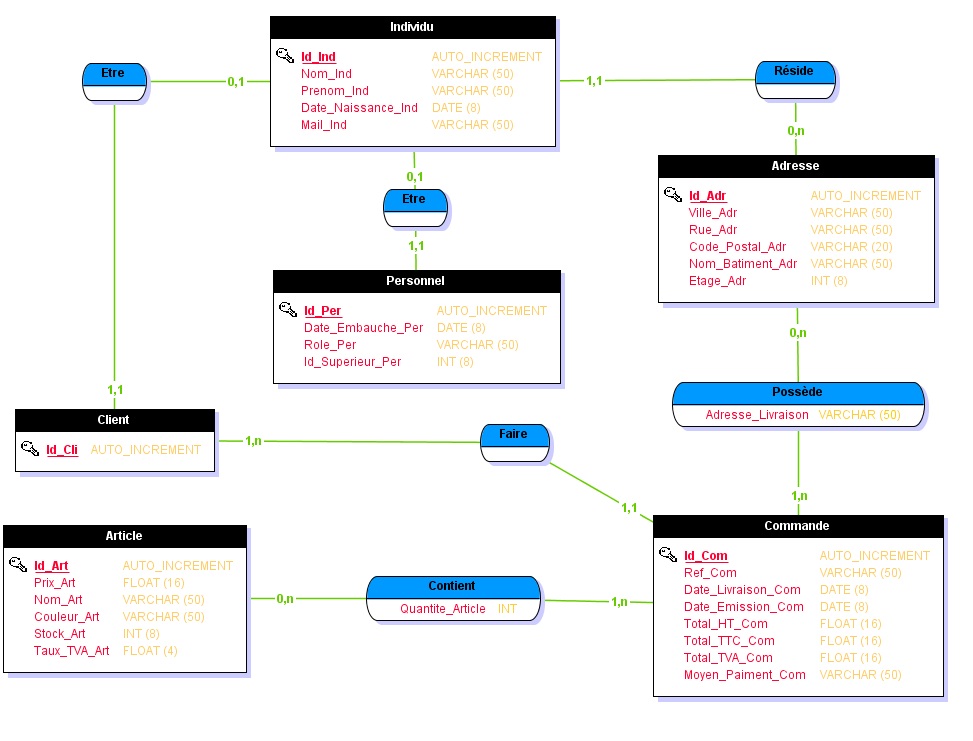 Individu
Id_Ind AUTO_INCREMENT
Nom_Ind VARCHAR (50)
Prenom_Ind VARCHAR (50)
Date_Naissance_Ind DATE (8)
Mail_Ind VARCHAR (50)
Etre
0,1
1,1
Réside
0,n
0,1
Etre
1,1
Adresse
Id_Adr AUTO_INCREMENT
Ville_Adr VARCHAR (50)
Rue_Adr VARCHAR (50)
Code_Postal_Adr VARCHAR (20)
Nom_Batiment_Adr VARCHAR (50)
Etage_Adr INT (8)
Personnel
Id_Per AUTO_INCREMENT
Date_Embauche_Per DATE (8)
Role_Per VARCHAR (50)
Id_Superieur_Per INT (8)
0,n
Possède
Adresse_Livraison VARCHAR (50)
1,n
1,1
Client
Id_Cli AUTO_INCREMENT
1,n
Faire
1,1
Article
Id_Art AUTO_INCREMENT
Prix_Art FLOAT (16)
Nom_Art VARCHAR (50)
Couleur_Art VARCHAR (50)
Stock_Art INT (8)
Taux_TVA_Art FLOAT (4)
0,n
Contient
Quantite_Article INT
1,n
Commande
Id_Com AUTO_INCREMENT
Ref_Com VARCHAR (50)
Date_Livraison_Com DATE (8)
Date_Emission_Com DATE (8)
Total_HT_Com FLOAT (16)
Total_TTC_Com FLOAT (16)
Total_TVA_Com FLOAT (16)
Moyen_Paiment_Com VARCHAR (50)